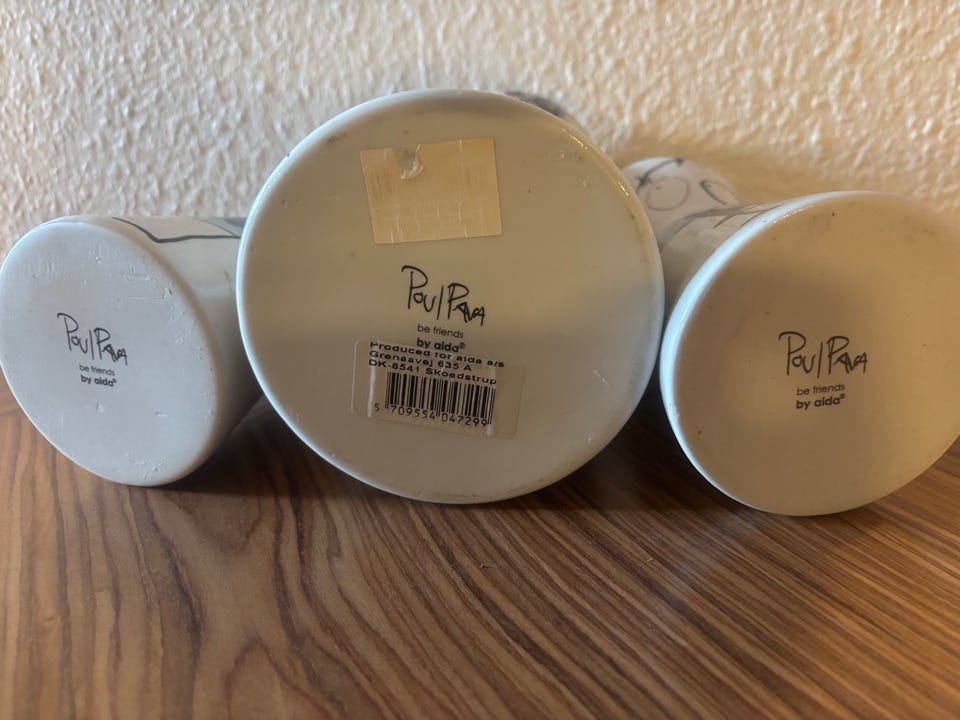 Poul Pava
be friends
by aida®
Poul Pava
be friends
by aida®
Produced for aida a/s
Grenaavej 635 A
DK-8541 Skoedstrup
5 709554 047299
Poul Pava
be friends
by aida®